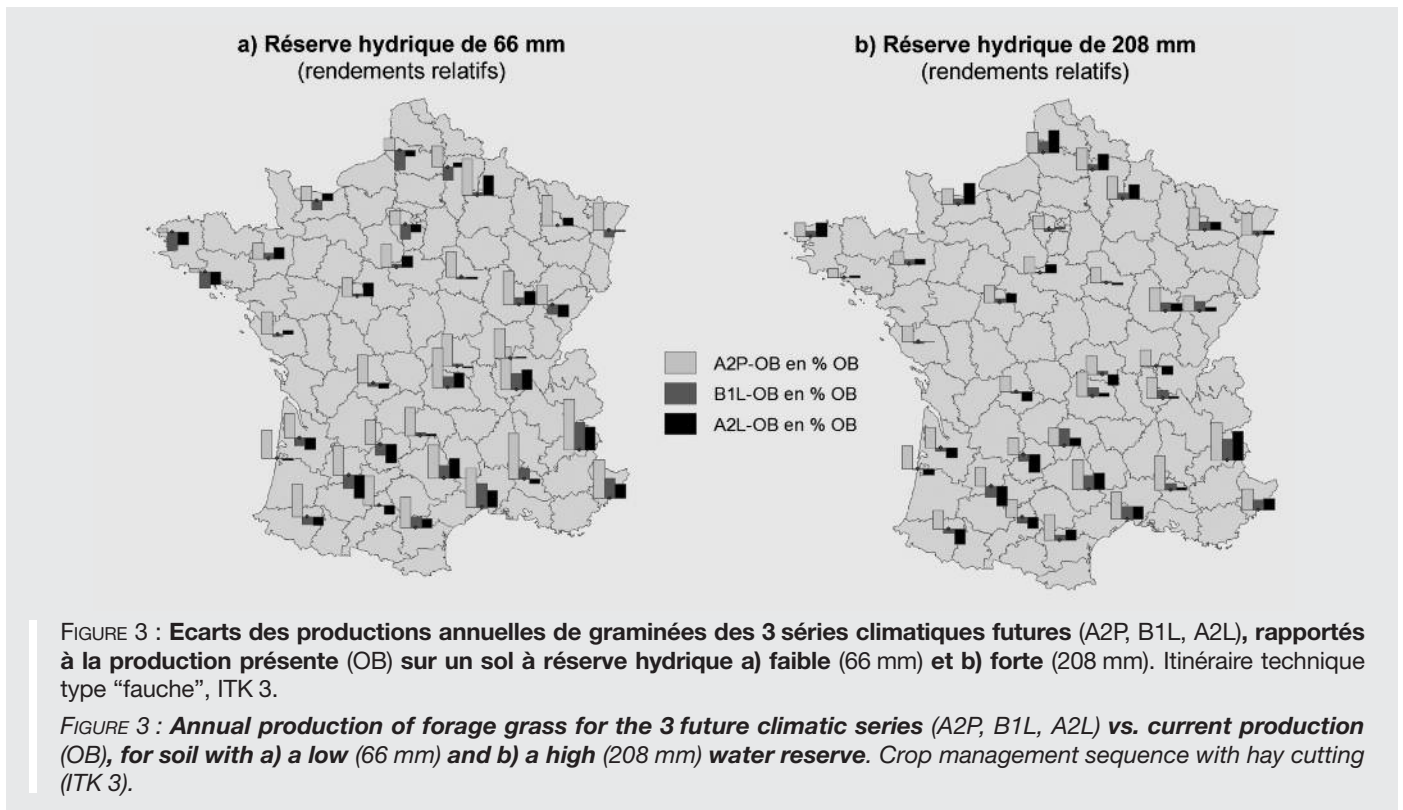 a) Réserve hydrique de 66 mm
(rendements relatifs)
b) Réserve hydrique de 208 mm
(rendements relatifs)
A2P-OB en % OB
B1L-OB en % OB
A2L-OB en % OB
FIGURE 3 : Ecarts des productions annuelles de graminées des 3 séries climatiques futures (A2P, B1L, A2L), rapportés
à la production présente (OB) sur un sol à réserve hydrique a) faible (66 mm) et b) forte (208 mm). Itinéraire technique
type “fauche”, ITK 3.
FIGURE 3 : Annual production of forage grass for the 3 future climatic series (A2P, B1L, A2L) vs. current production
(OB), for soil with a) a low (66 mm) and b) a high (208 mm) water reserve. Crop management sequence with hay cutting
(ITK 3).